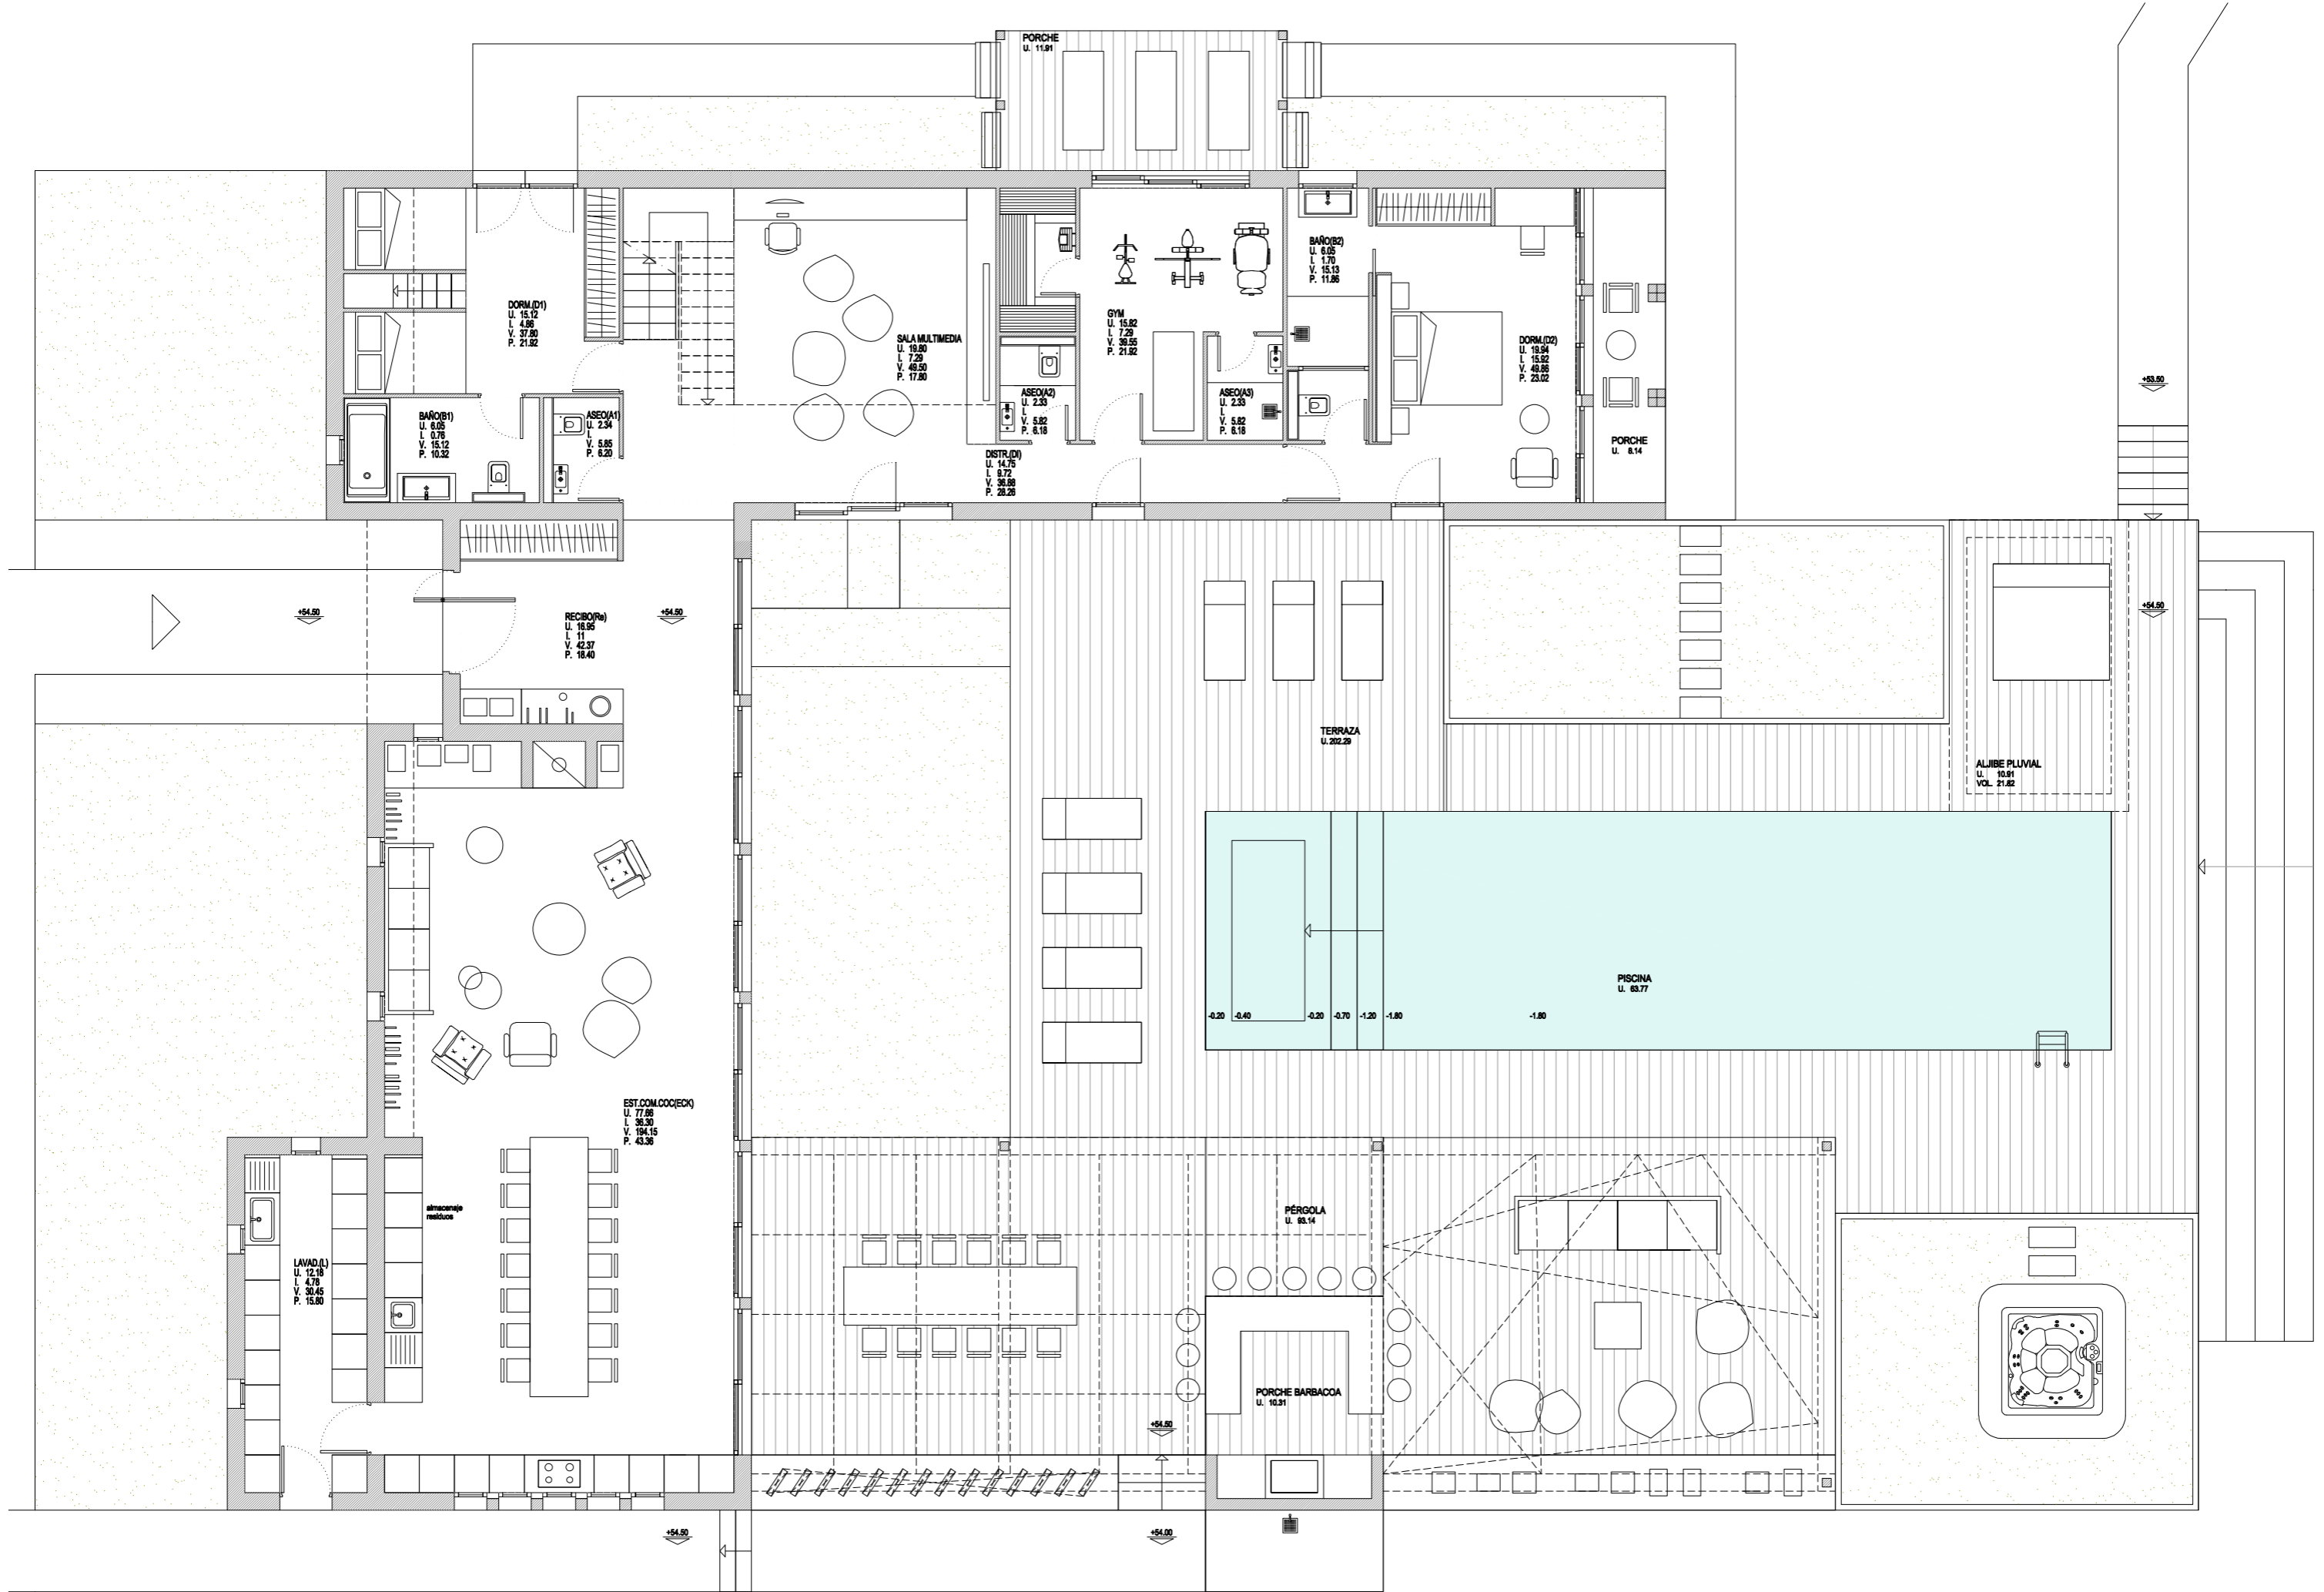 PORCHE
U. 11.91
DORM.(D1)
U. 15.12
I. 4.86
V. 37.80
P. 21.92
SALA MULTIMEDIA
U. 19.80
I. 7.29
V. 49.50
P. 17.80
GYM
U. 15.82
I. 7.29
V. 39.55
P. 21.92
BAÑO(B2)
U. 6.05
I. 1.70
V. 15.13
P. 11.86
DORM.(D2)
U. 19.94
I. 15.92
V. 49.86
P. 23.02
BAÑO(B1)
U. 6.05
I. 0.76
V. 15.12
P. 10.32
ASEO(A1)
U. 2.34
I.
V. 5.85
P. 6.20
ASEO(A2)
U. 2.33
I.
V. 5.82
P. 6.18
ASEO(A3)
U. 2.33
I.
V. 5.82
P. 6.18
DISTR.(DI)
U. 14.75
I. 9.72
V. 36.88
P. 28.26
PORCHE
U. 8.14
+53.50
+54.50
RECIBO(Re)
U. 16.95
I. 11
V. 42.37
P. 18.40
+54.50
+54.50
TERRAZA
U. 202.29
ALJIBE PLUVIAL
U. 10.91
VOL. 21.82
PISCINA
U. 63.77
-0.20
-0.40
-0.20
-0.70
-1.20
-1.80
-1.80
EST.COM.COC(ECK)
U. 77.66
I. 36.30
V. 194.15
P. 43.36
almacenaje
residuos
LAVAD.(L)
U. 12.18
I. 4.78
V. 30.45
P. 15.80
PÉRGOLA
U. 93.14
PORCHE BARBACOA
U. 10.31
+54.50
+54.50
+54.00